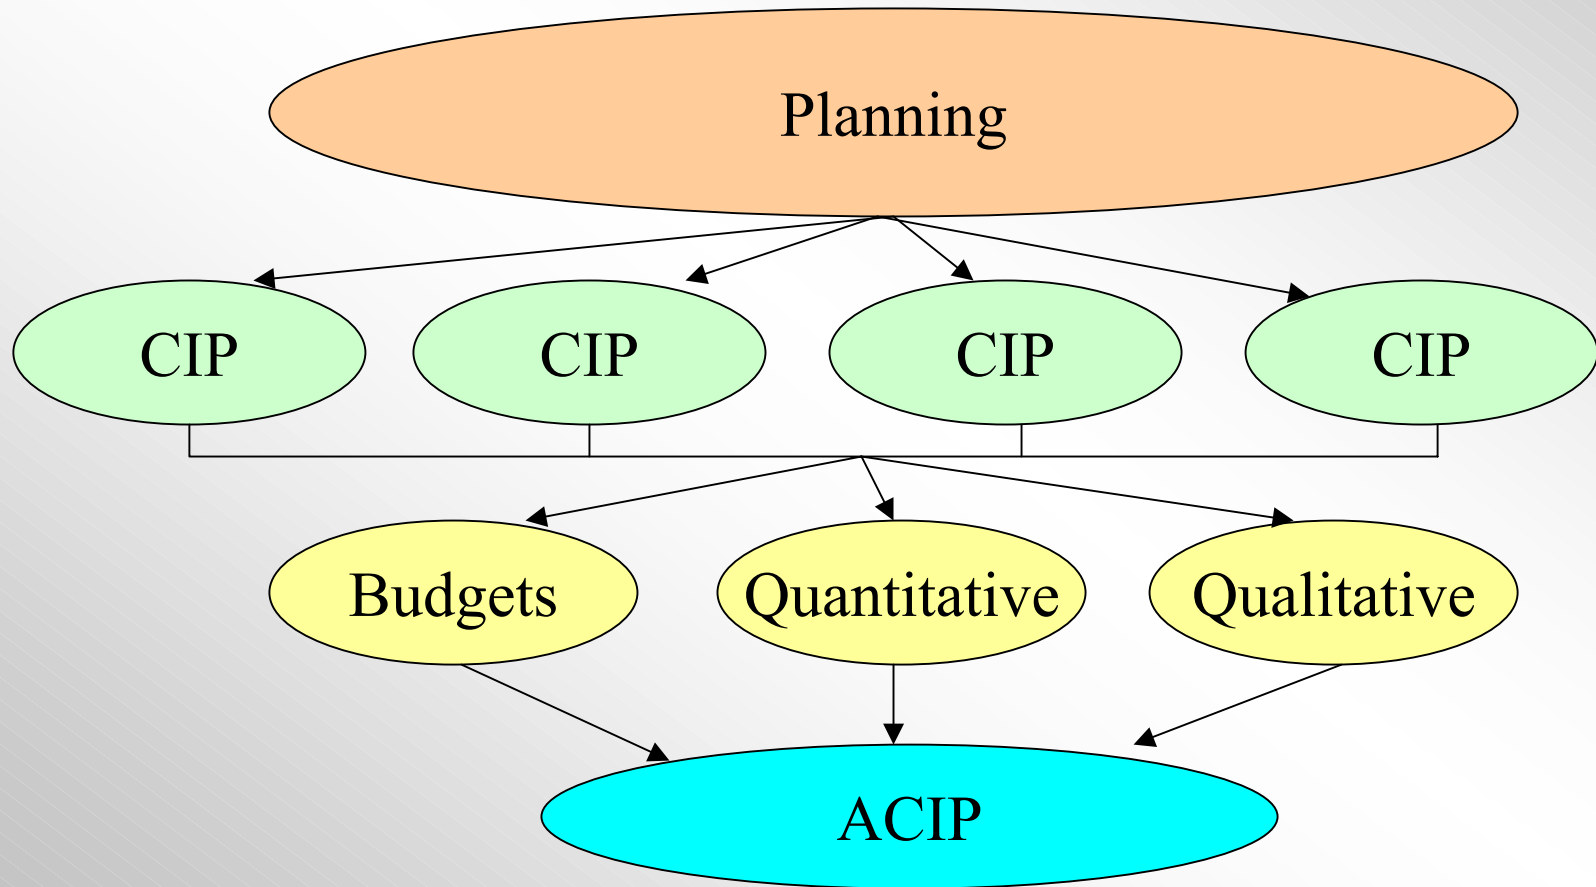 Planning
CIP
CIP
CIP
CIP
Budgets
Quantitative
Qualitative
ACIP